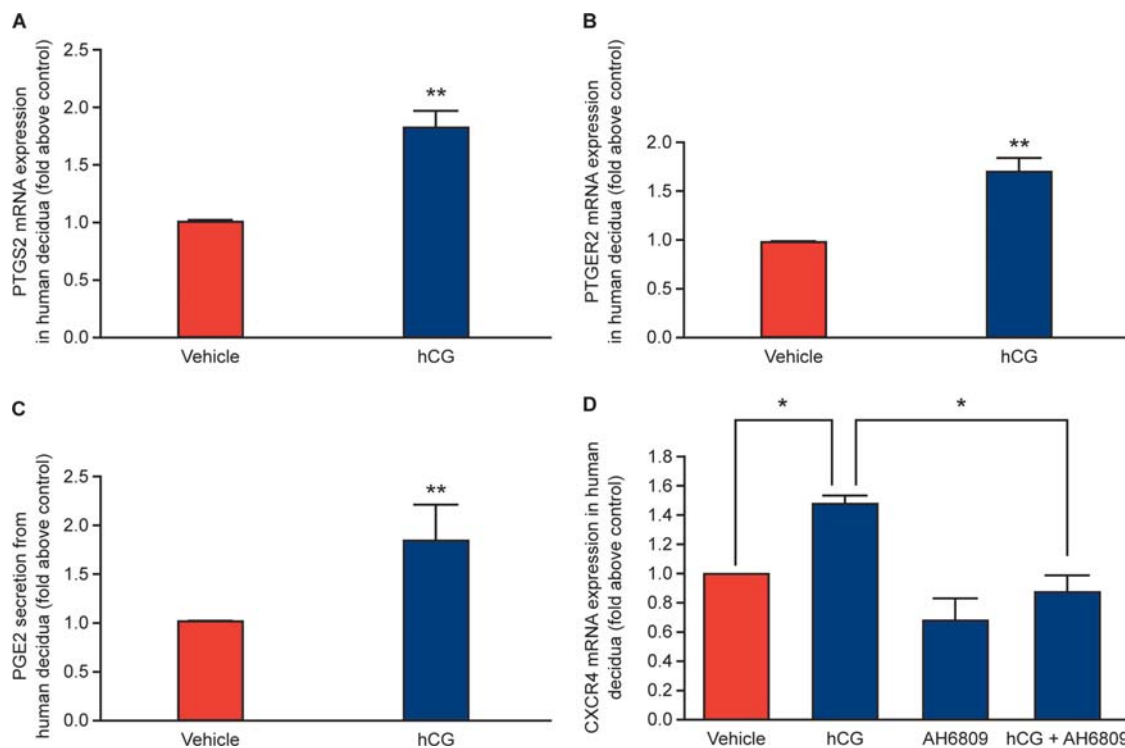 A
PTGS2 mRNA expression
in human decidua (fold above control)
2.5
2.0
1.5
1.0
0.5
0.0
**
Vehicle
hCG
B
PTGER2 mRNA expression
in human decidua (fold above control)
2.0
1.5
1.0
0.5
0.0
**
Vehicle
hCG
C
PGE2 secretion from
human decidua (fold above control)
2.5
2.0
1.5
1.0
0.5
0.0
**
Vehicle
hCG
D
CXCR4 mRNA expression in human
decidua (fold above control)
1.8
1.6
1.4
1.2
1.0
0.8
0.6
0.4
0.2
0.0
*
*
Vehicle
hCG
AH6809
hCG + AH6809